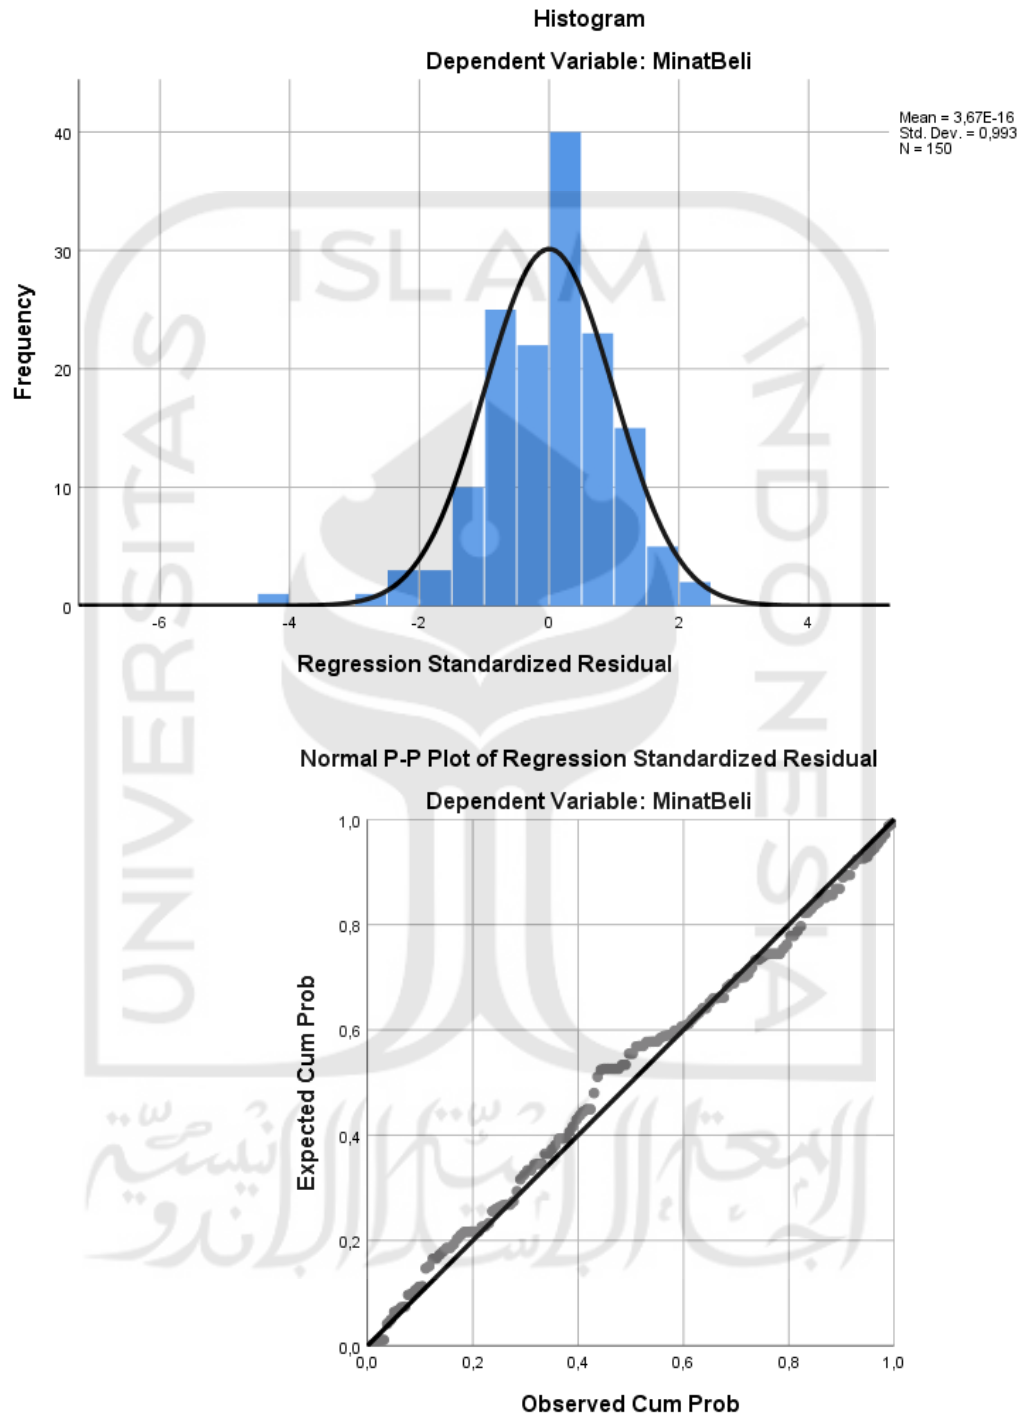 Histogram
Dependent Variable: MinatBeli
Mean = 3,67E-16
Std. Dev. = 0,993
N = 150
40
30
20
10
0
Frequency
-6 -4 -2 0 2 4
Regression Standardized Residual
ISLAM
UNIVERSITAS
INDONESIA
Normal P-P Plot of Regression Standardized Residual
Dependent Variable: MinatBeli
1,0
0,8
0,6
0,4
0,2
0,0
Expected Cum Prob
0,0 0,2 0,4 0,6 0,8 1,0
Observed Cum Prob